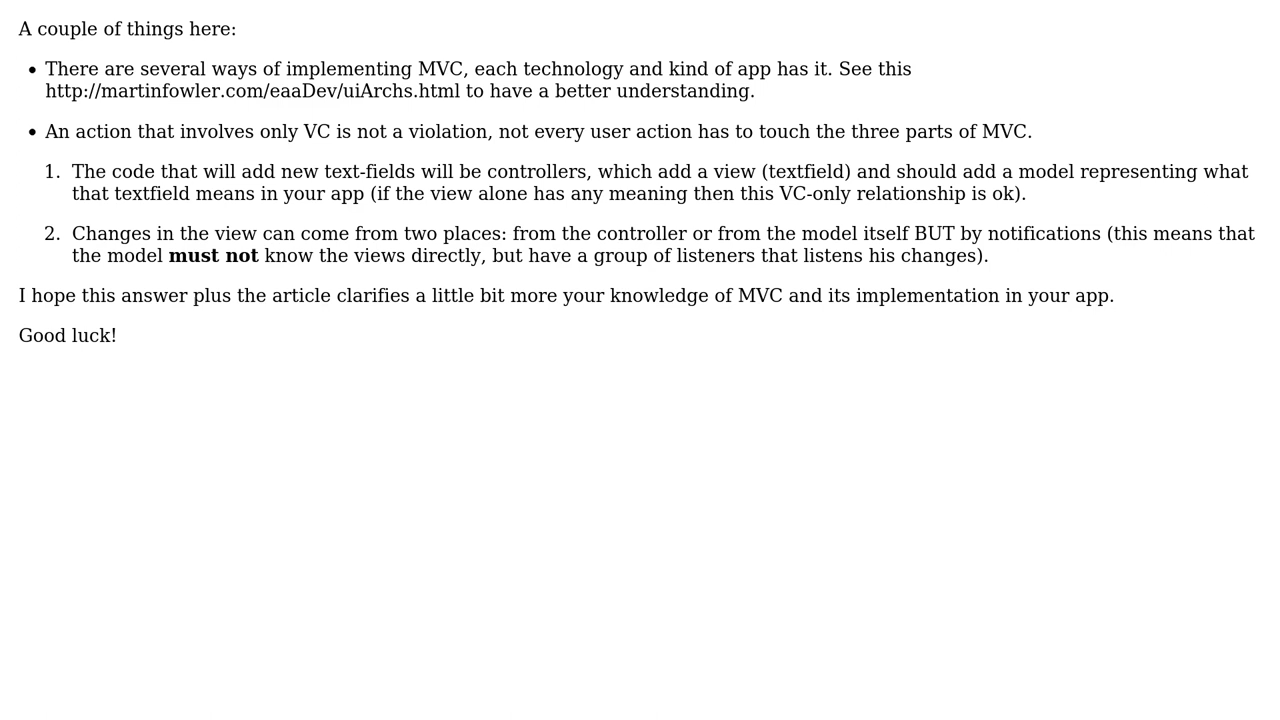 A couple of things here:
• There are several ways of implementing MVC, each technology and kind of app has it. See this
http://martinfowler.com/eaaDev/uiArchs.html to have a better understanding.
• An action that involves only VC is not a violation, not every user action has to touch the three parts of MVC.
1. The code that will add new text-fields will be controllers, which add a view (textfield) and should add a model representing what
that textfield means in your app (if the view alone has any meaning then this VC-only relationship is ok).
2. Changes in the view can come from two places: from the controller or from the model itself BUT by notifications (this means that
the model must not know the views directly, but have a group of listeners that listens his changes).
I hope this answer plus the article clarifies a little bit more your knowledge of MVC and its implementation in your app.
Good luck!